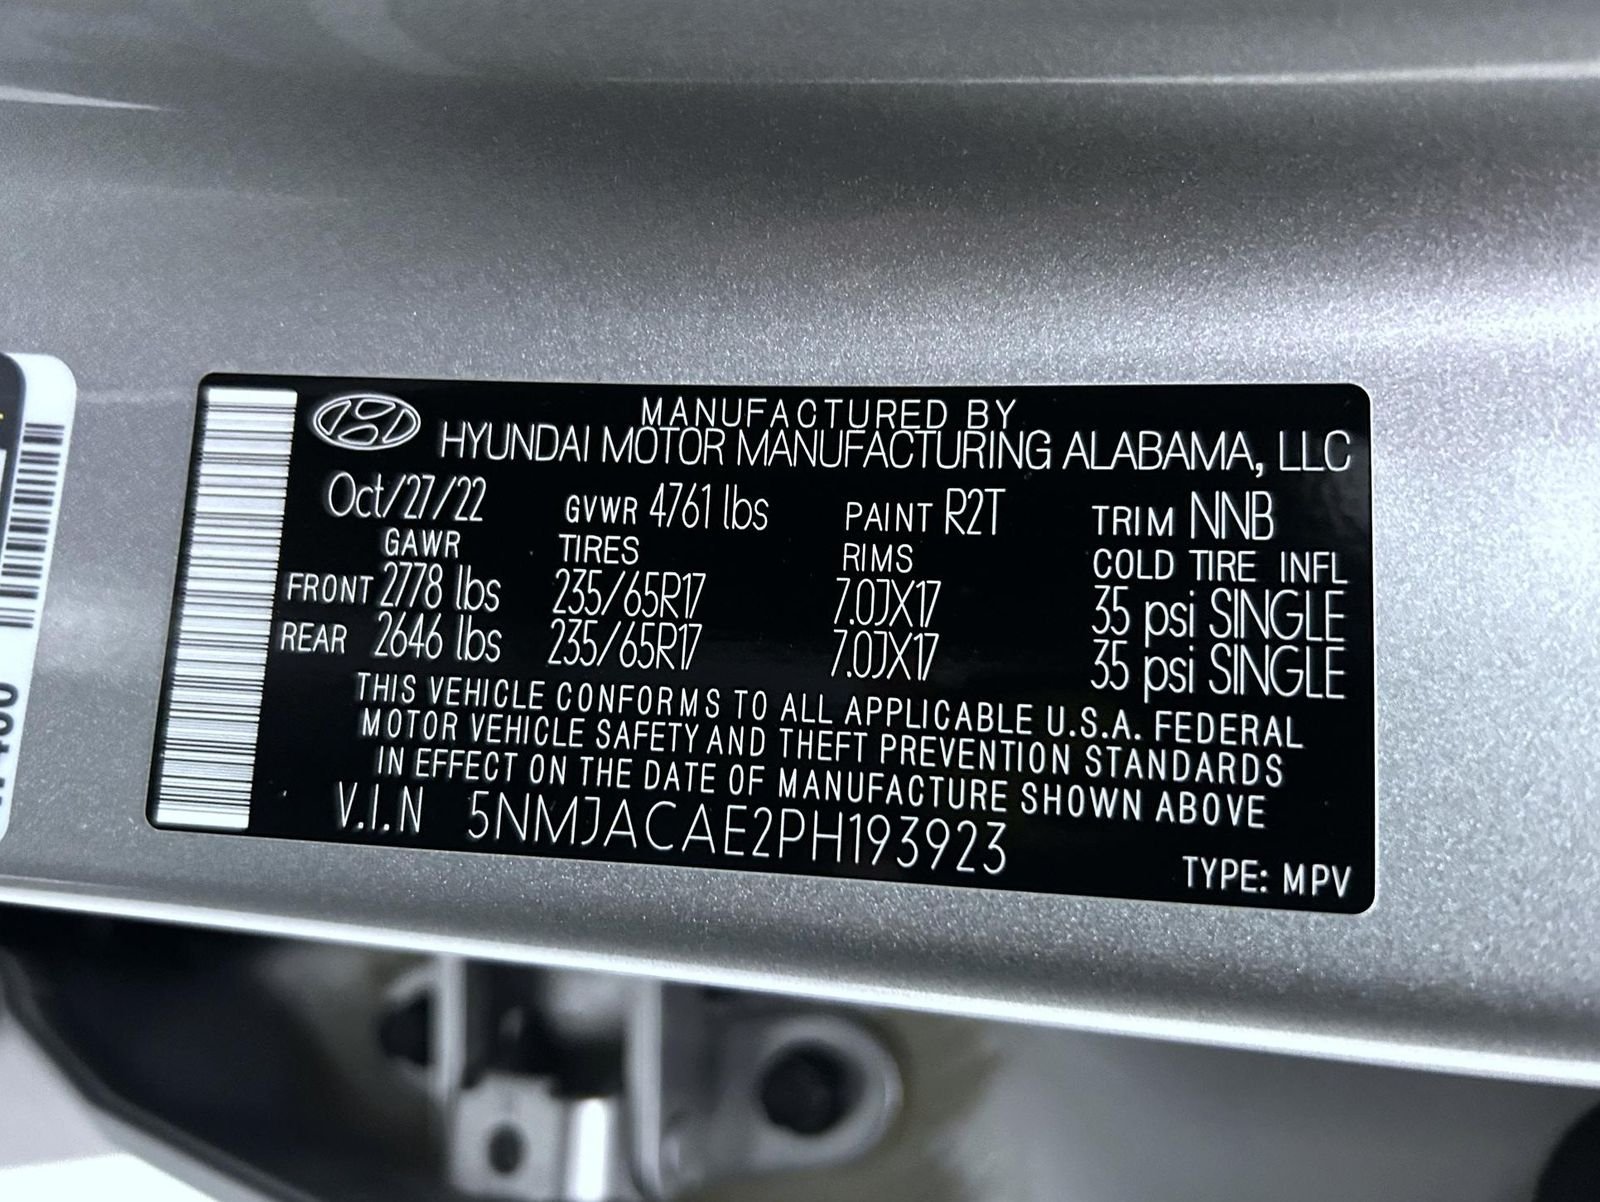 MANUFACTURED BY
HYUNDAI MOTOR MANUFACTURING ALABAMA, LLC
Oct/27/22 GVWR 4761 lbs PAINT R2T TRIM NNB
GAWR TIRES RIMS COLD TIRE INFL
FRONT 2778 lbs 235/65R17 7.0JX17 35 psi SINGLE
REAR 2646 lbs 235/65R17 7.0JX17 35 psi SINGLE
THIS VEHICLE CONFORMS TO ALL APPLICABLE U.S.A. FEDERAL
MOTOR VEHICLE SAFETY AND THEFT PREVENTION STANDARDS
IN EFFECT ON THE DATE OF MANUFACTURE SHOWN ABOVE
V.I.N 5NMJACAE2PH193923
TYPE: MPV